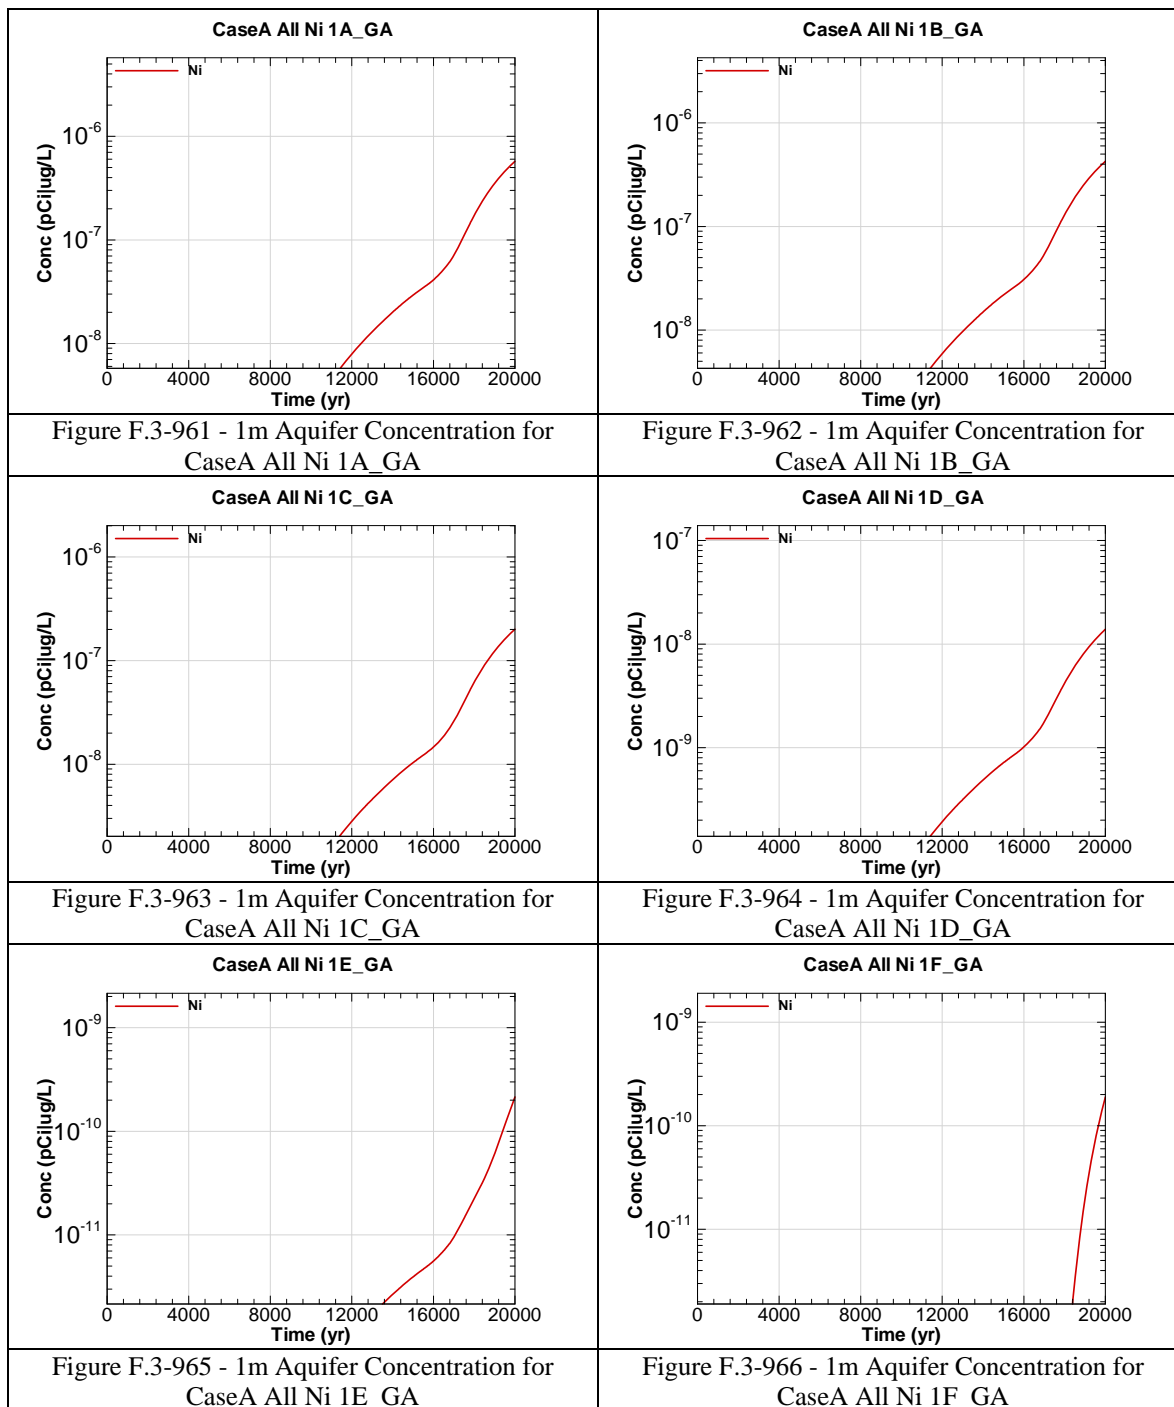 CaseA All Ni 1A_GA
Ni
10-6
10-7
10-8
Conc (pCi|ug/L)
0 4000 8000 12000 16000 20000
Time (yr)
Figure F.3-961 - 1m Aquifer Concentration for
CaseA All Ni 1A_GA
CaseA All Ni 1B_GA
Ni
10-6
10-7
10-8
Conc (pCi|ug/L)
0 4000 8000 12000 16000 20000
Time (yr)
Figure F.3-962 - 1m Aquifer Concentration for
CaseA All Ni 1B_GA
CaseA All Ni 1C_GA
Ni
10-6
10-7
10-8
Conc (pCi|ug/L)
0 4000 8000 12000 16000 20000
Time (yr)
Figure F.3-963 - 1m Aquifer Concentration for
CaseA All Ni 1C_GA
CaseA All Ni 1D_GA
Ni
10-7
10-8
10-9
Conc (pCi|ug/L)
0 4000 8000 12000 16000 20000
Time (yr)
Figure F.3-964 - 1m Aquifer Concentration for
CaseA All Ni 1D_GA
CaseA All Ni 1E_GA
Ni
10-9
10-10
10-11
Conc (pCi|ug/L)
0 4000 8000 12000 16000 20000
Time (yr)
Figure F.3-965 - 1m Aquifer Concentration for
CaseA All Ni 1E_GA
CaseA All Ni 1F_GA
Ni
10-9
10-10
10-11
Conc (pCi|ug/L)
0 4000 8000 12000 16000 20000
Time (yr)
Figure F.3-966 - 1m Aquifer Concentration for
CaseA All Ni 1F_GA